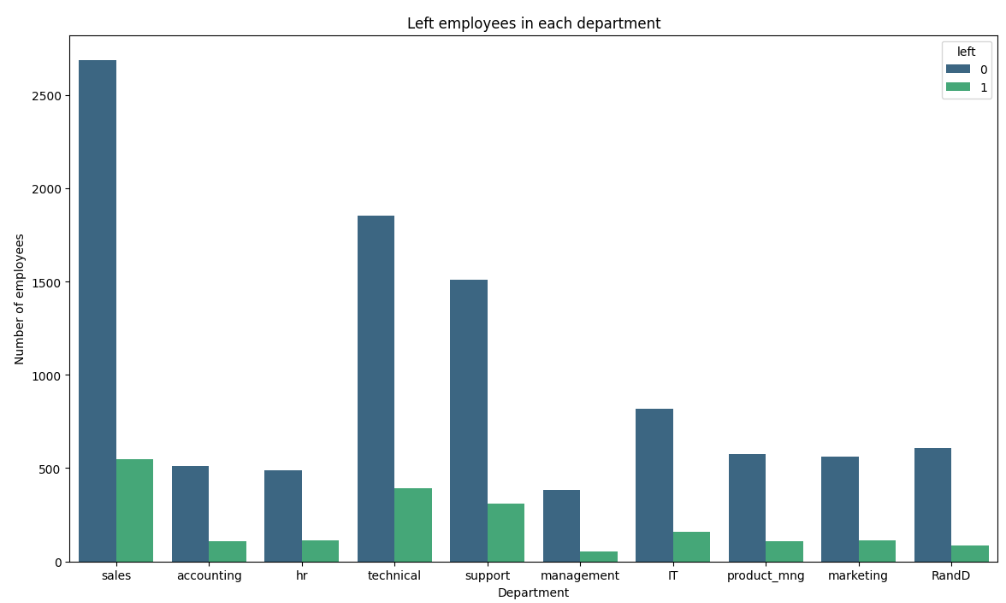 Left employees in each department
left
0
1
Number of employees
2500
2000
1500
1000
500
0
sales accounting hr technical support management IT product_mng marketing RandD
Department